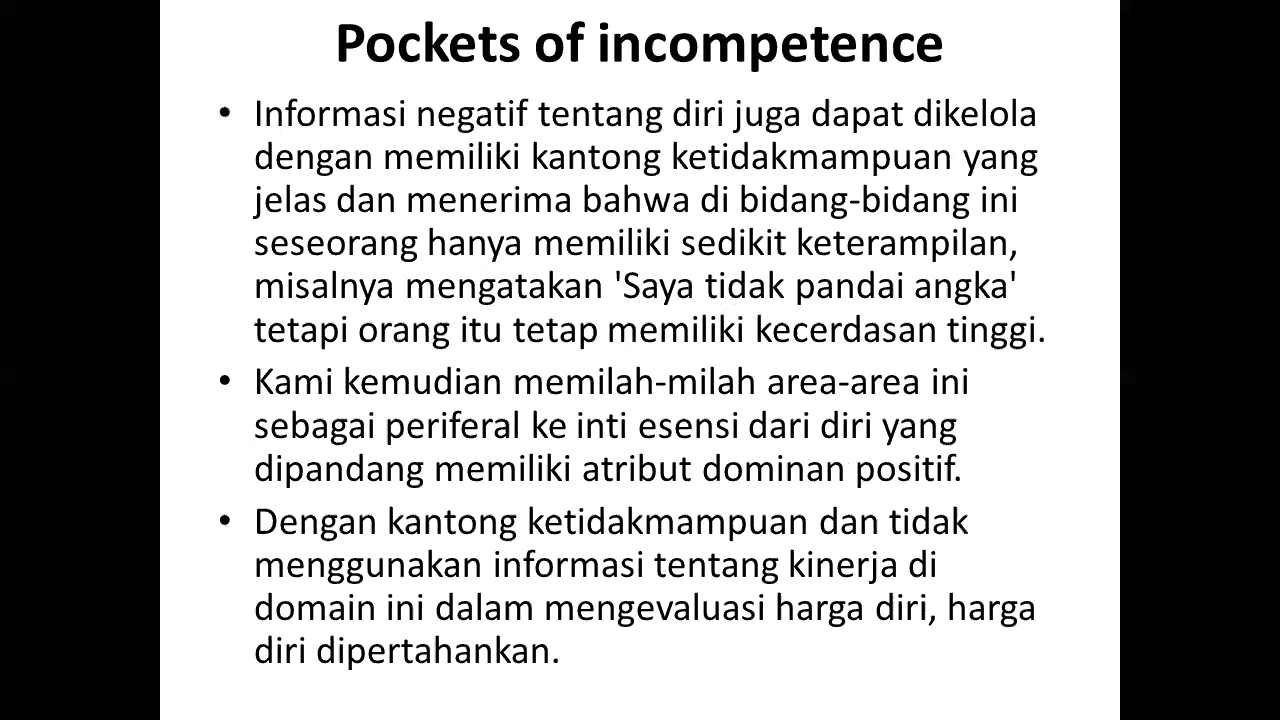 Pockets of incompetence
• Informasi negatif tentang diri juga dapat dikelola
dengan memiliki kantong ketidakmampuan yang
jelas dan menerima bahwa di bidang-bidang ini
seseorang hanya memiliki sedikit keterampilan,
misalnya mengatakan 'Saya tidak pandai angka'
tetapi orang itu tetap memiliki kecerdasan tinggi.
• Kami kemudian memilah-milah area-area ini
sebagai periferal ke inti esensi dari diri yang
dipandang memiliki atribut dominan positif.
• Dengan kantong ketidakmampuan dan tidak
menggunakan informasi tentang kinerja di
domain ini dalam mengevaluasi harga diri, harga
diri dipertahankan.